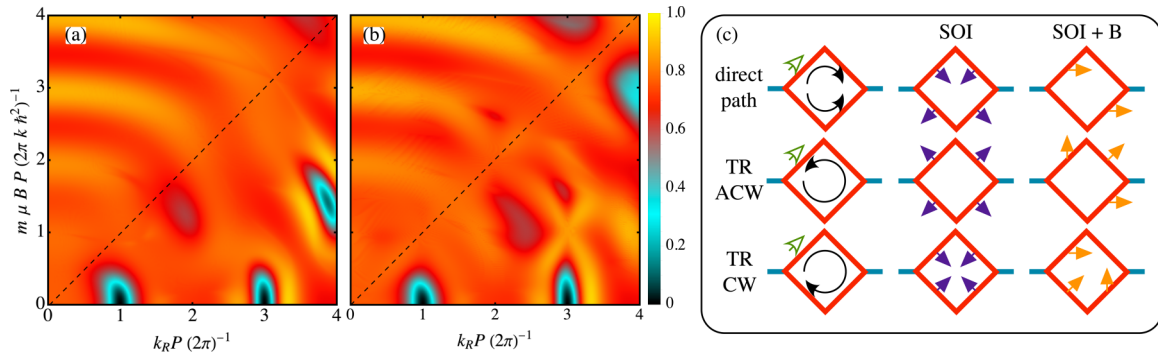 (a)
(b)
(c)
m μ B P (2π k ℏ²)⁻¹
4
3
2
1
0
0
1
2
3
4
k_R P (2π)⁻¹
0
1
2
3
4
k_R P (2π)⁻¹
1.0
0.8
0.6
0.4
0.2
0
SOI
SOI + B
direct
path
TR
ACW
TR
CW